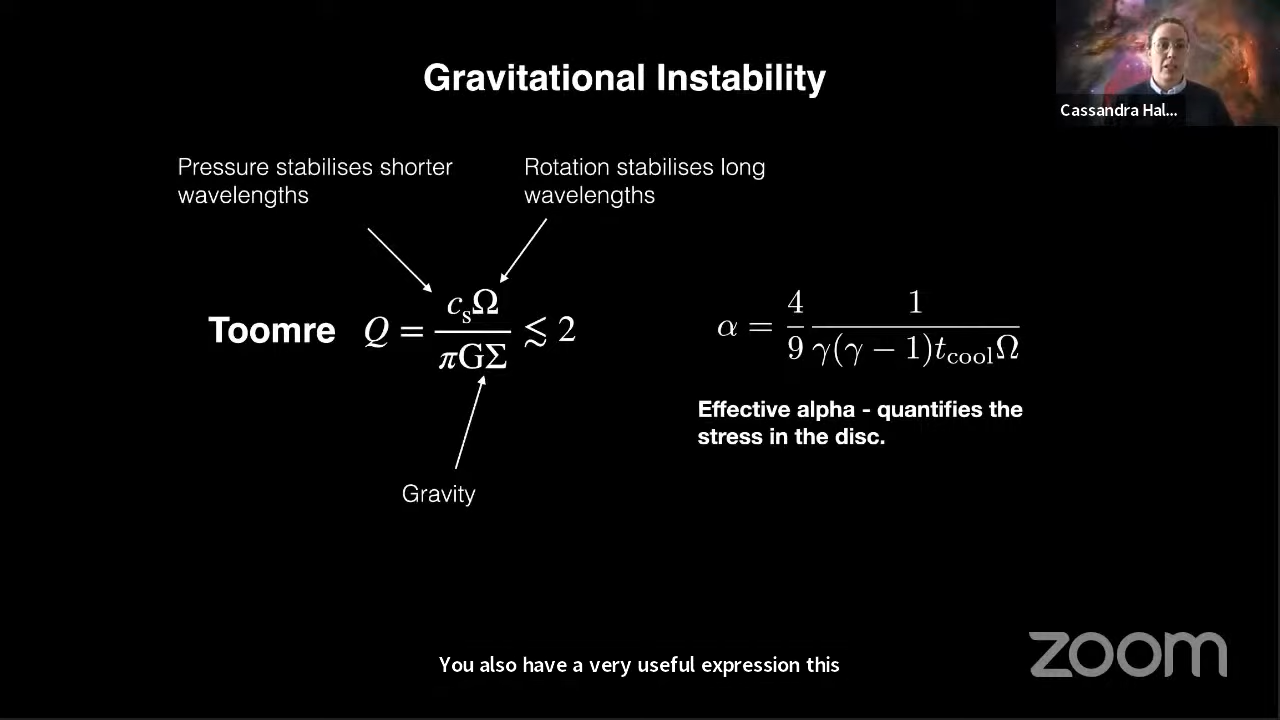 Gravitational Instability
Cassandra Hal...
Pressure stabilises shorter
wavelengths
Rotation stabilises long
wavelengths
Toomre Q = c_sΩ / πGΣ ≲ 2
α = 4/9 1/γ(γ − 1)t_coolΩ
Effective alpha - quantifies the
stress in the disc.
Gravity
You also have a very useful expression this
zoom